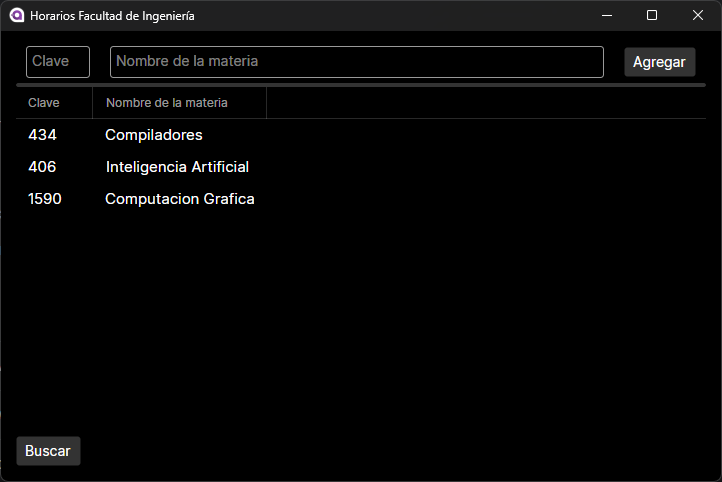 Horarios Facultad de Ingeniería
Clave Nombre de la materia Agregar
Clave Nombre de la materia
434 Compiladores
406 Inteligencia Artificial
1590 Computacion Grafica
Buscar